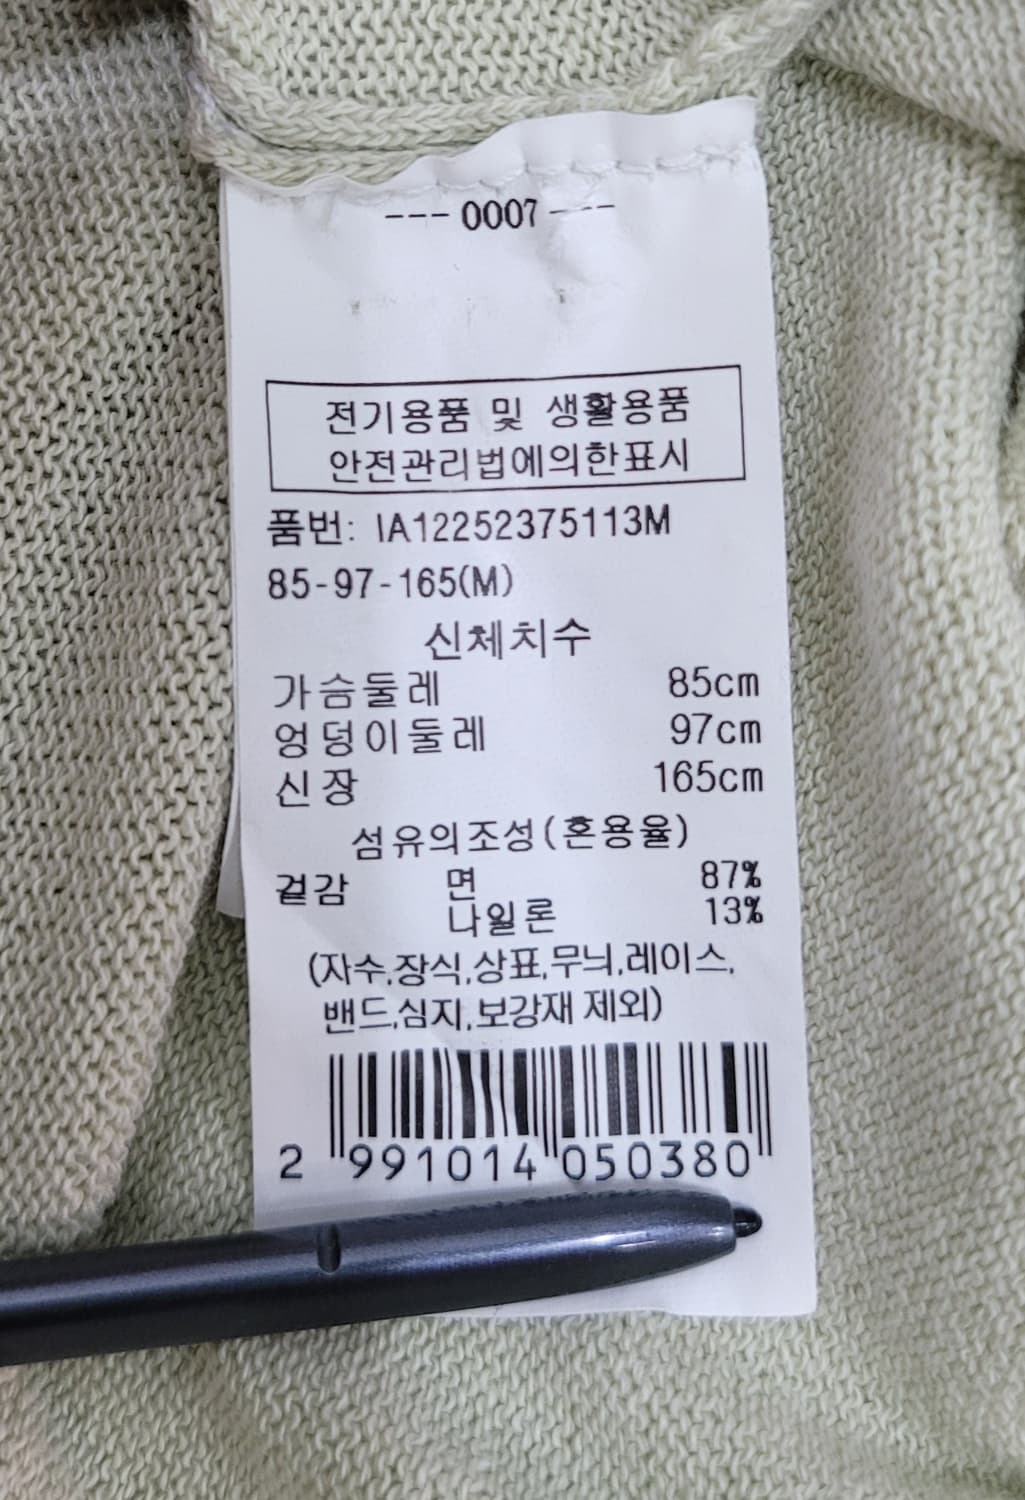 --- 0007 ---
전기용품 및 생활용품
안전관리법에의한표시
품번: IA12252375113M
85-97-165(M)
신체치수
가슴둘레 85cm
엉덩이둘레 97cm
신장 165cm
섬유의조성(혼용율)
겉감 면 87%
나일론 13%
(자수,장식,상표,무늬,레이스,
밴드,심지,보강재 제외)
2 991014 050380